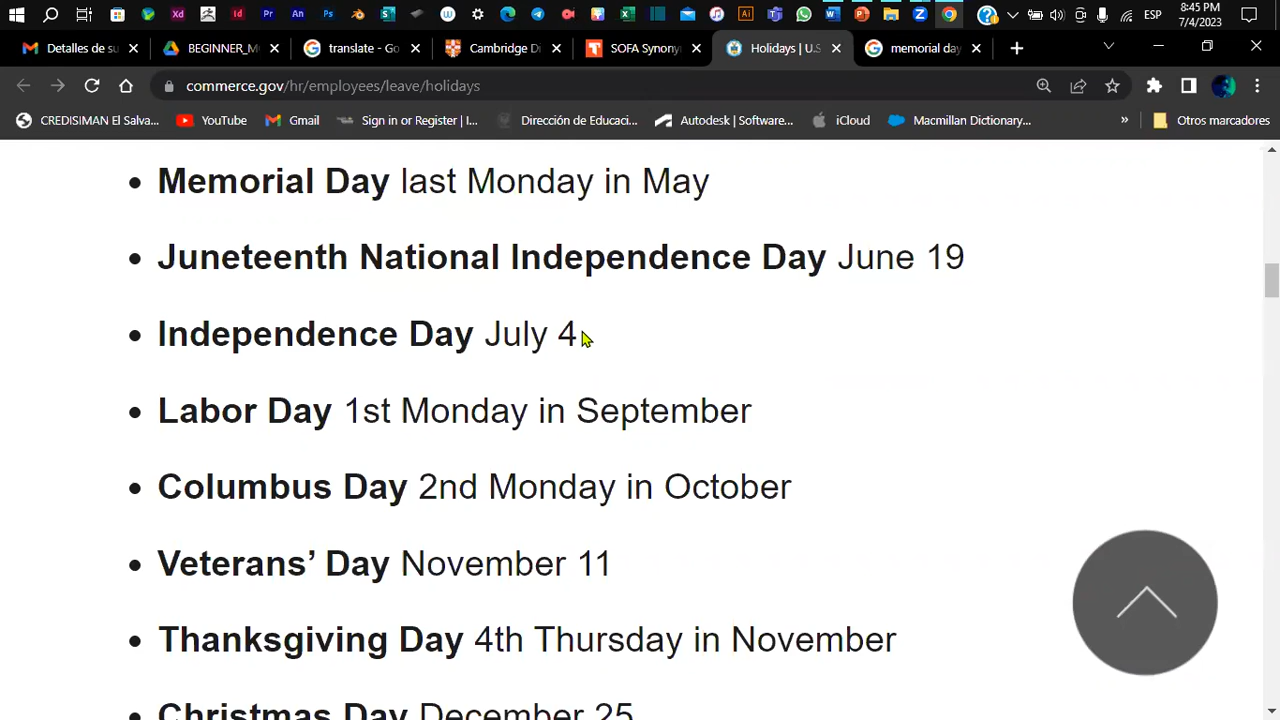 8:45 PM
ESP
7/4/2023
Detalles de su
BEGINNER_M
translate - Go
Cambridge Di
SOFA Synony
Holidays | U.S
memorial day
commerce.gov/hr/employees/leave/holidays
CREDISIMAN El Salva...
YouTube
Gmail
Sign in or Register | I...
Dirección de Educaci...
Autodesk | Software...
iCloud
Macmillan Dictionary...
»
Otros marcadores
• Memorial Day last Monday in May
• Juneteenth National Independence Day June 19
• Independence Day July 4
• Labor Day 1st Monday in September
• Columbus Day 2nd Monday in October
• Veterans’ Day November 11
• Thanksgiving Day 4th Thursday in November
• Christmas Day December 25